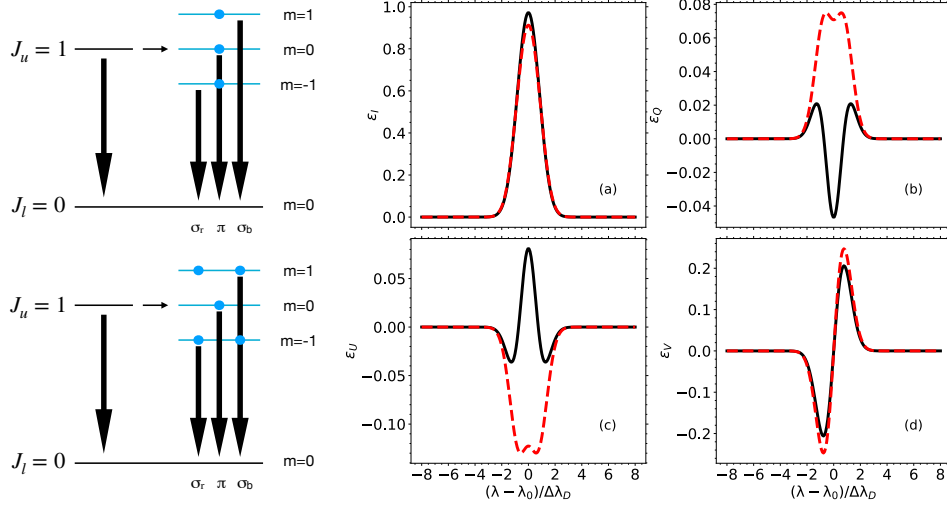 m=1
J_u = 1
m=0
m=-1
J_l = 0
m=0
σ_r π σ_b
m=1
J_u = 1
m=0
m=-1
J_l = 0
m=0
σ_r π σ_b
1.0
0.8
0.6
0.4
0.2
0.0
ε_I
(a)
0.08
0.06
0.04
0.02
0.00
−0.02
−0.04
ε_Q
(b)
0.05
0.00
−0.05
−0.10
ε_U
(c)
−8 −6 −4 −2 0 2 4 6 8
(λ − λ_0)/Δλ_D
0.2
0.1
0.0
−0.1
−0.2
ε_V
(d)
−8 −6 −4 −2 0 2 4 6 8
(λ − λ_0)/Δλ_D